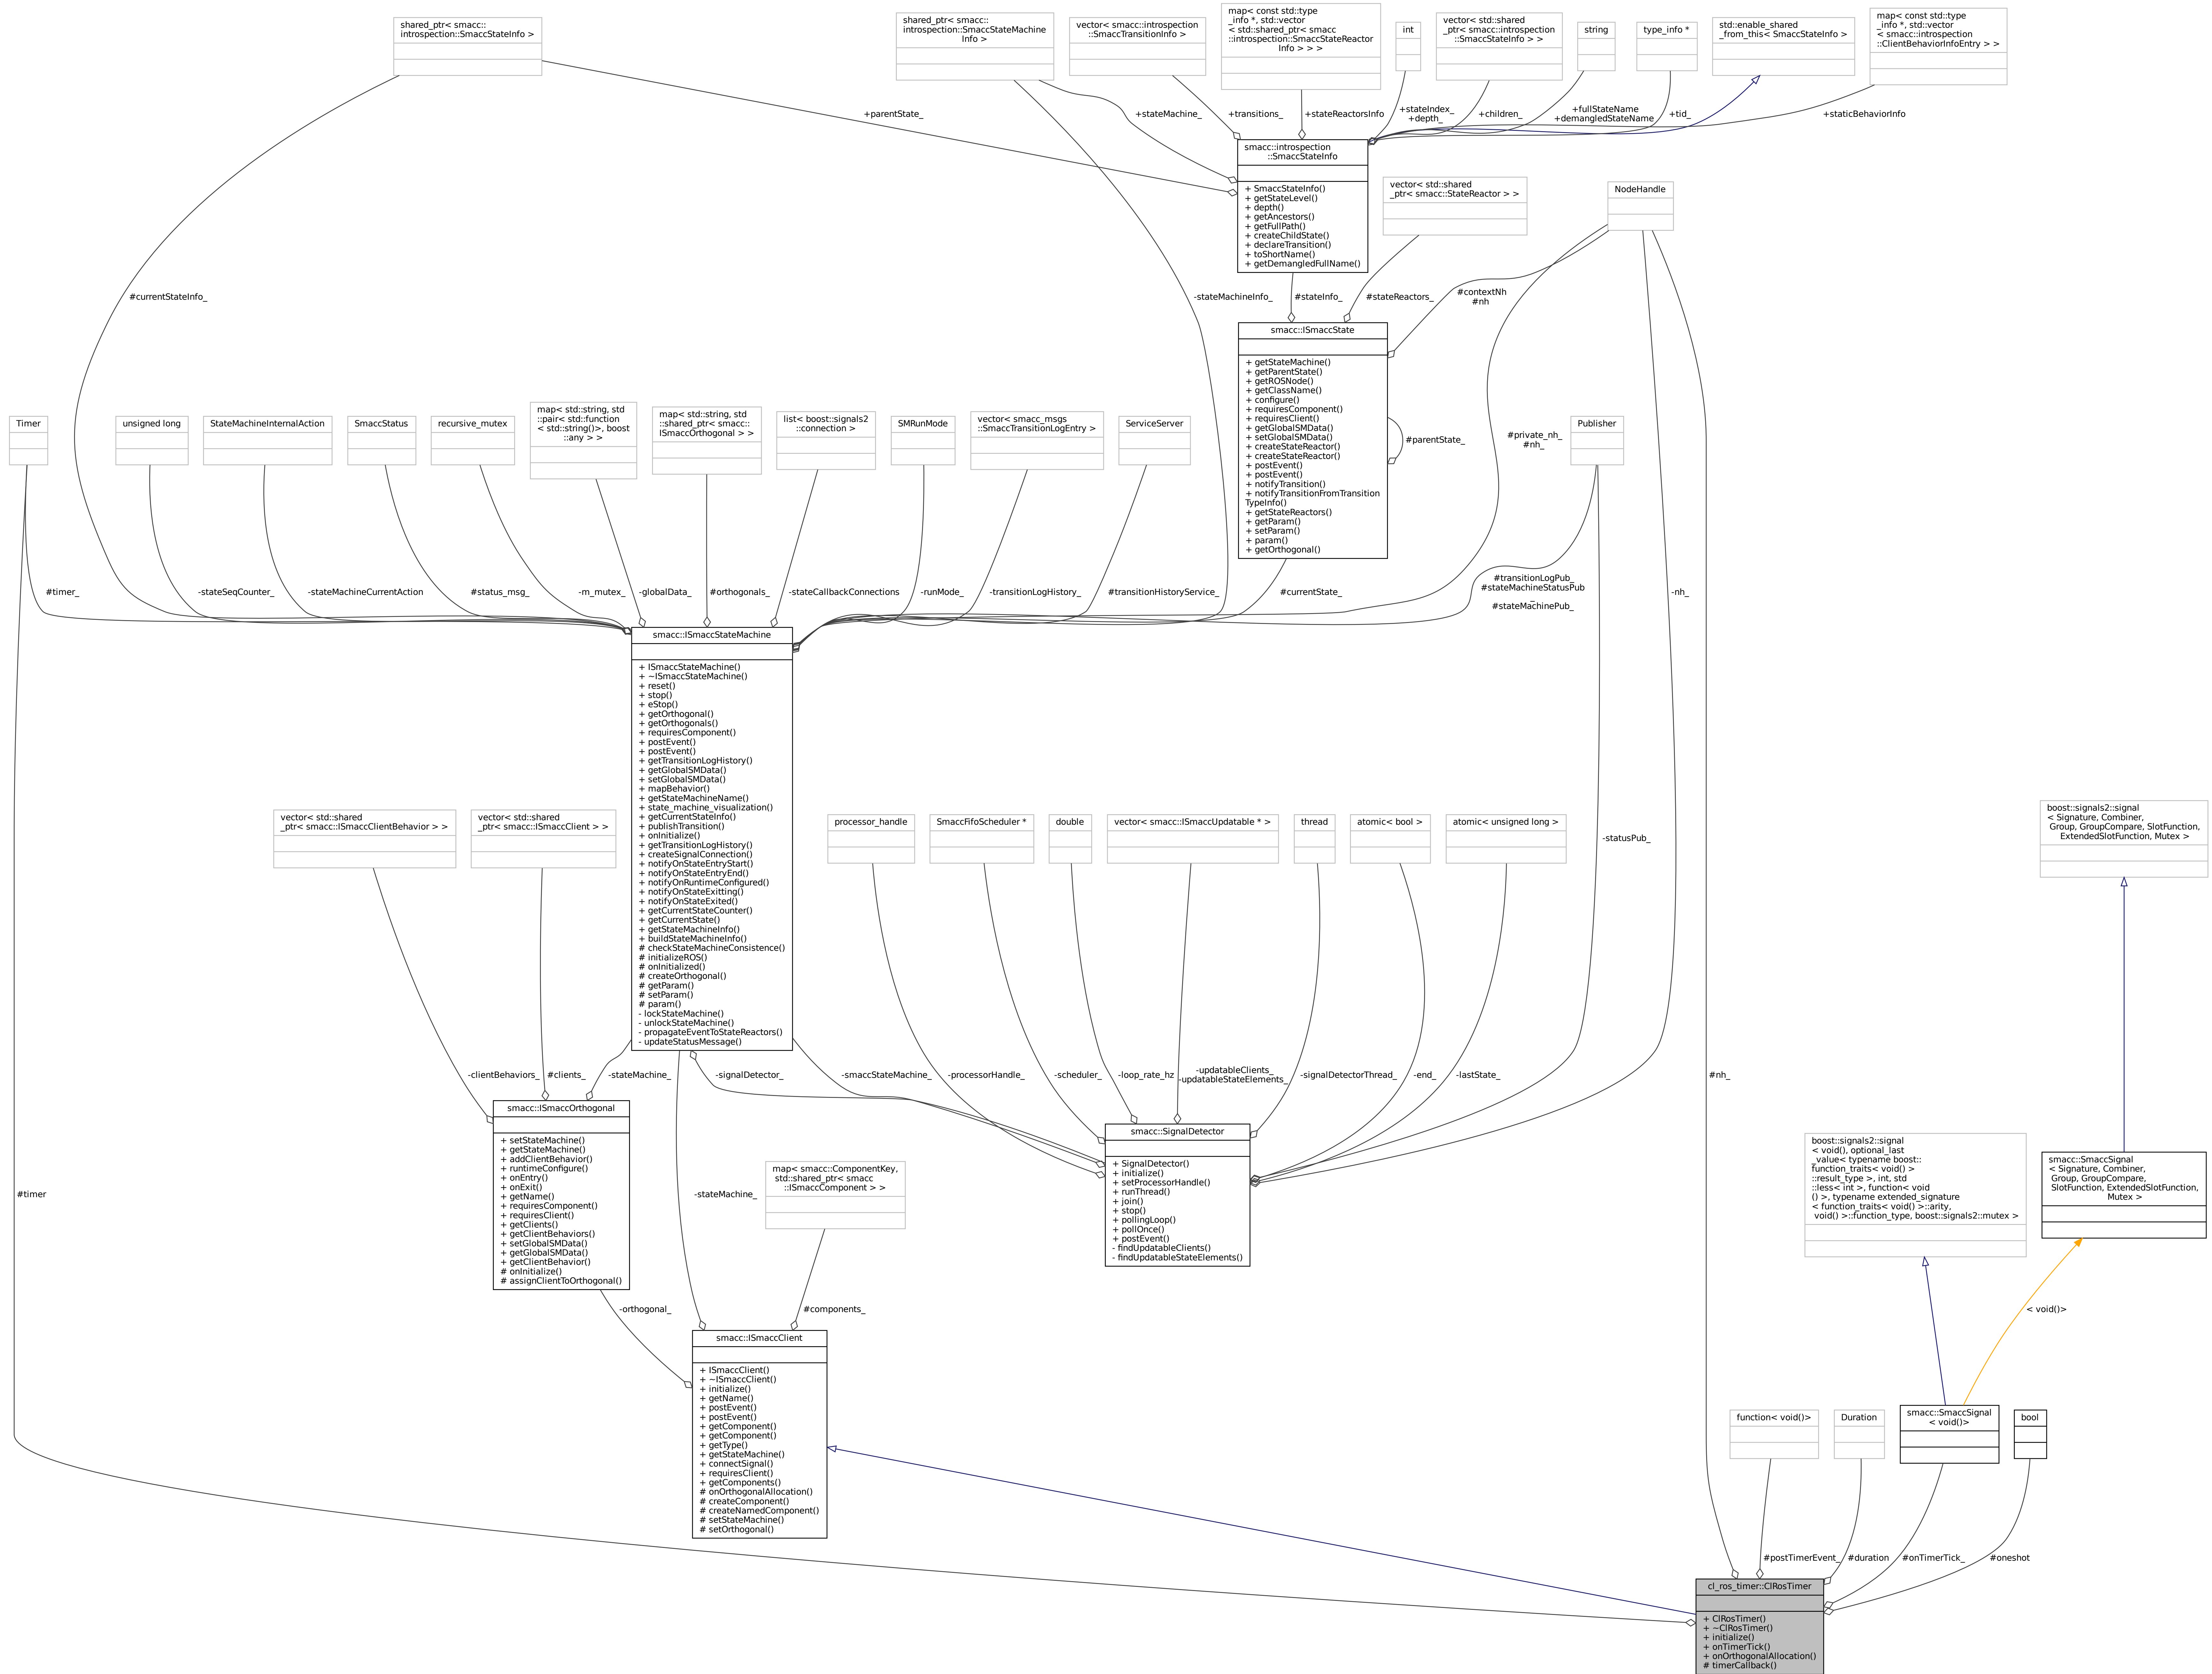 shared_ptr< smacc::
introspection::SmaccStateInfo >
shared_ptr< smacc::
introspection::SmaccStateMachine
Info >
vector< smacc::introspection
::SmaccTransitionInfo >
map< const std::type
_info *, std::vector
< std::shared_ptr< smacc
::introspection::SmaccStateReactor
Info > > >
int
vector< std::shared
_ptr< smacc::introspection
::SmaccStateInfo > >
string
type_info *
std::enable_shared
_from_this< SmaccStateInfo >
map< const std::type
_info *, std::vector
< smacc::introspection
::ClientBehaviorInfoEntry > >
+parentState_
+stateMachine_
+transitions_
+stateReactorsInfo
+stateIndex_
+depth_
+children_
+fullStateName
+demangledStateName
+tid_
+staticBehaviorInfo
smacc::introspection
::SmaccStateInfo
+ SmaccStateInfo()
+ getStateLevel()
+ depth()
+ getAncestors()
+ getFullPath()
+ createChildState()
+ declareTransition()
+ toShortName()
+ getDemangledFullName()
vector< std::shared
_ptr< smacc::StateReactor > >
NodeHandle
#currentStateInfo_
-stateMachineInfo_
#stateInfo_
#stateReactors_
#contextNh
#nh
smacc::ISmaccState
+ getStateMachine()
+ getParentState()
+ getROSNode()
+ getClassName()
+ configure()
+ requiresComponent()
+ requiresClient()
+ getGlobalSMData()
+ setGlobalSMData()
+ createStateReactor()
+ createStateReactor()
+ postEvent()
+ postEvent()
+ notifyTransition()
+ notifyTransitionFromTransition
TypeInfo()
+ getStateReactors()
+ getParam()
+ setParam()
+ param()
+ getOrthogonal()
#parentState_
#private_nh_
#nh_
Timer
unsigned long
StateMachineInternalAction
SmaccStatus
recursive_mutex
map< std::string, std
::pair< std::function
< std::string()>, boost
::any > >
map< std::string, std
::shared_ptr< smacc::
ISmaccOrthogonal > >
list< boost::signals2
::connection >
SMRunMode
vector< smacc_msgs
::SmaccTransitionLogEntry >
ServiceServer
Publisher
#timer_
-stateSeqCounter_
-stateMachineCurrentAction
#status_msg_
-m_mutex_
-globalData_
#orthogonals_
-stateCallbackConnections
-runMode_
-transitionLogHistory_
#transitionHistoryService_
#currentState_
#transitionLogPub_
#stateMachineStatusPub
_
#stateMachinePub_
-nh_
smacc::ISmaccStateMachine
+ ISmaccStateMachine()
+ ~ISmaccStateMachine()
+ reset()
+ stop()
+ eStop()
+ getOrthogonal()
+ getOrthogonals()
+ requiresComponent()
+ postEvent()
+ postEvent()
+ getTransitionLogHistory()
+ getGlobalSMData()
+ setGlobalSMData()
+ mapBehavior()
+ getStateMachineName()
+ state_machine_visualization()
+ getCurrentStateInfo()
+ publishTransition()
+ onInitialize()
+ getTransitionLogHistory()
+ createSignalConnection()
+ notifyOnStateEntryStart()
+ notifyOnStateEntryEnd()
+ notifyOnRuntimeConfigured()
+ notifyOnStateExitting()
+ notifyOnStateExited()
+ getCurrentStateCounter()
+ getCurrentState()
+ getStateMachineInfo()
+ buildStateMachineInfo()
# checkStateMachineConsistence()
# initializeROS()
# onInitialized()
# createOrthogonal()
# getParam()
# setParam()
# param()
- lockStateMachine()
- unlockStateMachine()
- propagateEventToStateReactors()
- updateStatusMessage()
vector< std::shared
_ptr< smacc::ISmaccClientBehavior > >
vector< std::shared
_ptr< smacc::ISmaccClient > >
processor_handle
SmaccFifoScheduler *
double
vector< smacc::ISmaccUpdatable * >
thread
atomic< bool >
atomic< unsigned long >
-statusPub_
boost::signals2::signal
< Signature, Combiner,
Group, GroupCompare, SlotFunction,
ExtendedSlotFunction, Mutex >
-clientBehaviors_
#clients_
-stateMachine_
-signalDetector_
-smaccStateMachine_
-processorHandle_
-scheduler_
-loop_rate_hz
-updatableClients_
-updatableStateElements_
-signalDetectorThread_
-end_
-lastState_
#nh_
smacc::ISmaccOrthogonal
+ setStateMachine()
+ getStateMachine()
+ addClientBehavior()
+ runtimeConfigure()
+ onEntry()
+ onExit()
+ getName()
+ requiresComponent()
+ requiresClient()
+ getClients()
+ getClientBehaviors()
+ setGlobalSMData()
+ getGlobalSMData()
+ getClientBehavior()
# onInitialize()
# assignClientToOrthogonal()
smacc::SignalDetector
+ SignalDetector()
+ initialize()
+ setProcessorHandle()
+ runThread()
+ join()
+ stop()
+ pollingLoop()
+ pollOnce()
+ postEvent()
- findUpdatableClients()
- findUpdatableStateElements()
boost::signals2::signal
< void(), optional_last
_value< typename boost::
function_traits< void() >
::result_type >, int, std
::less< int >, function< void
() >, typename extended_signature
< function_traits< void() >::arity,
void() >::function_type, boost::signals2::mutex >
smacc::SmaccSignal
< Signature, Combiner,
Group, GroupCompare,
SlotFunction, ExtendedSlotFunction,
Mutex >
#timer
-stateMachine_
map< smacc::ComponentKey,
std::shared_ptr< smacc
::ISmaccComponent > >
-orthogonal_
#components_
< void()>
smacc::ISmaccClient
+ ISmaccClient()
+ ~ISmaccClient()
+ initialize()
+ getName()
+ postEvent()
+ postEvent()
+ getComponent()
+ getComponent()
+ getType()
+ getStateMachine()
+ connectSignal()
+ requiresClient()
+ getComponents()
# onOrthogonalAllocation()
# createComponent()
# createNamedComponent()
# setStateMachine()
# setOrthogonal()
function< void()>
Duration
smacc::SmaccSignal
< void()>
bool
#postTimerEvent_
#duration
#onTimerTick_
#oneshot
cl_ros_timer::ClRosTimer
+ ClRosTimer()
+ ~ClRosTimer()
+ initialize()
+ onTimerTick()
+ onOrthogonalAllocation()
# timerCallback()